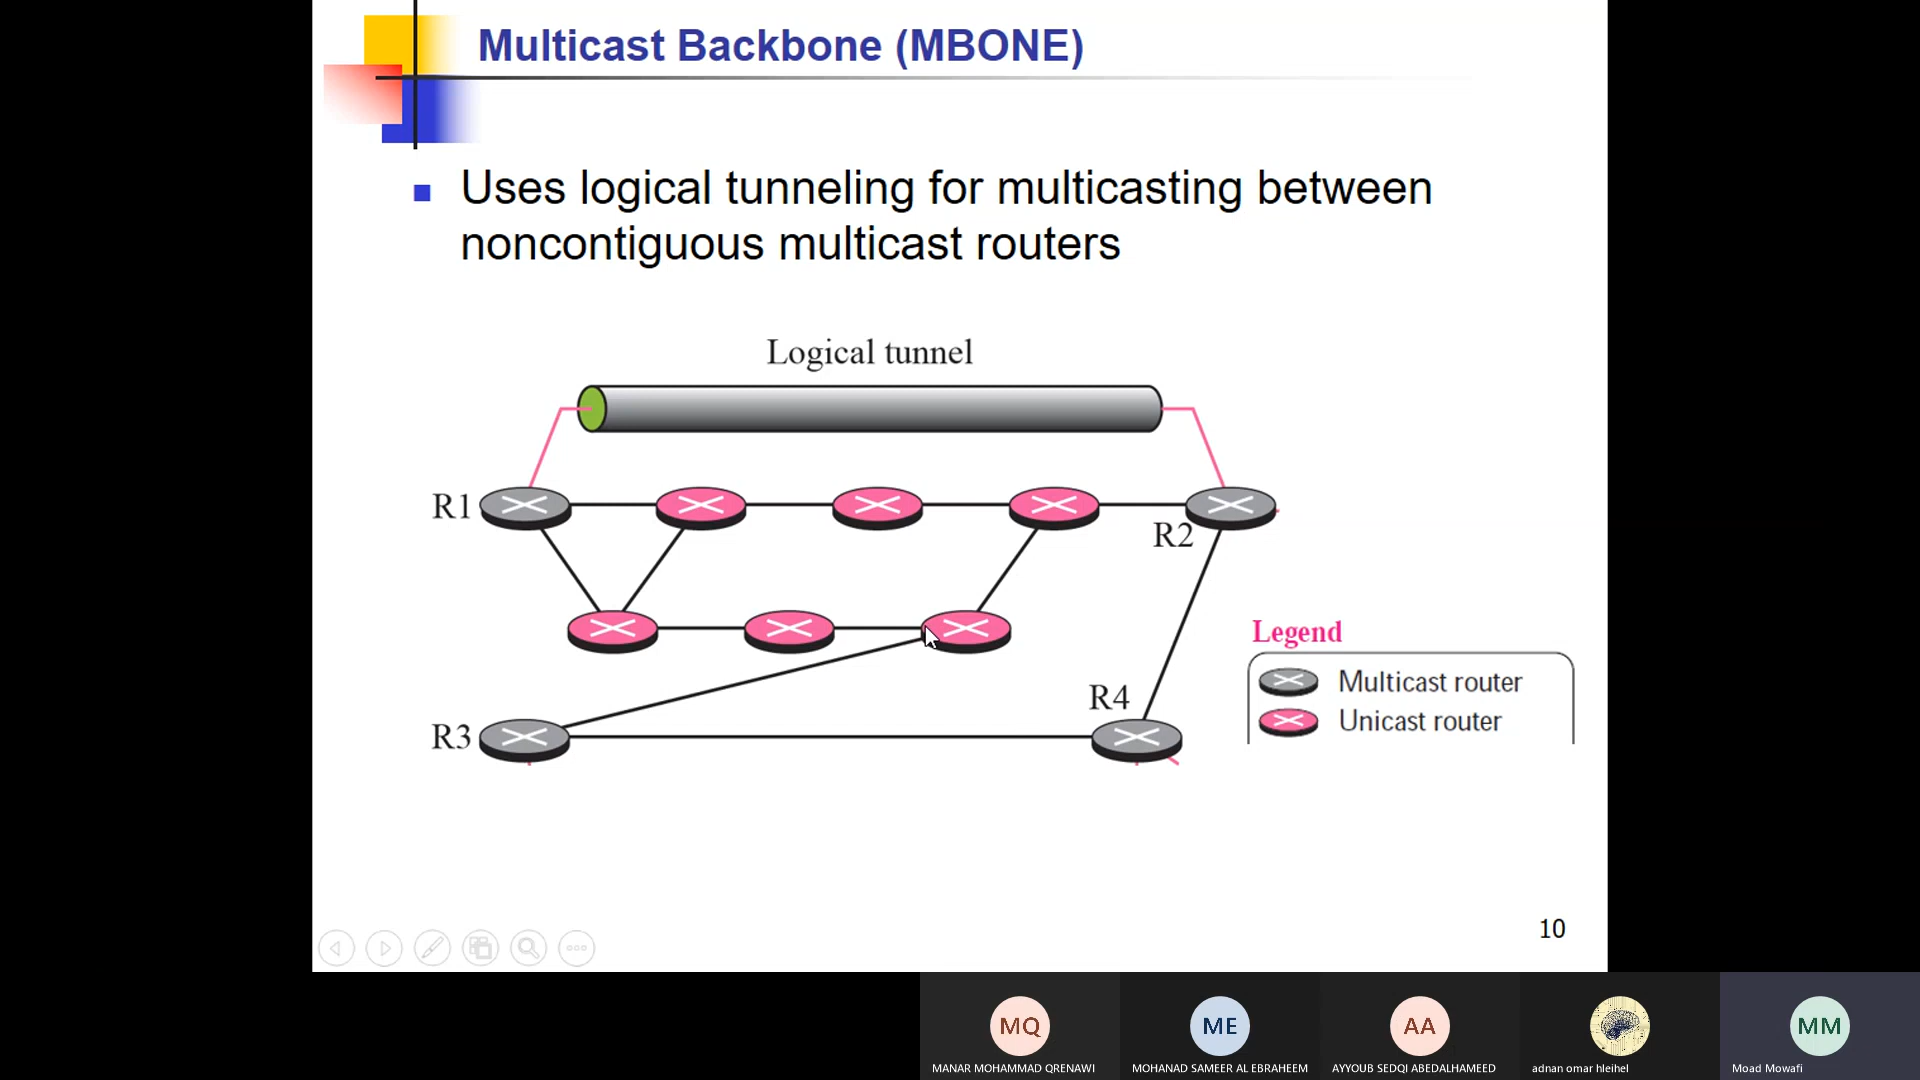 Multicast Backbone (MBONE)
Uses logical tunneling for multicasting between
noncontiguous multicast routers
Logical tunnel
R1
R2
R3
R4
Legend
Multicast router
Unicast router
10
MQ
ME
AA
MM
MANAR MOHAMMAD QRENAWI
MOHANAD SAMEER AL EBRAHEEM
AYYOUB SEDQI ABEDALHAMEED
adnan omar hleihel
Moad Mowafi